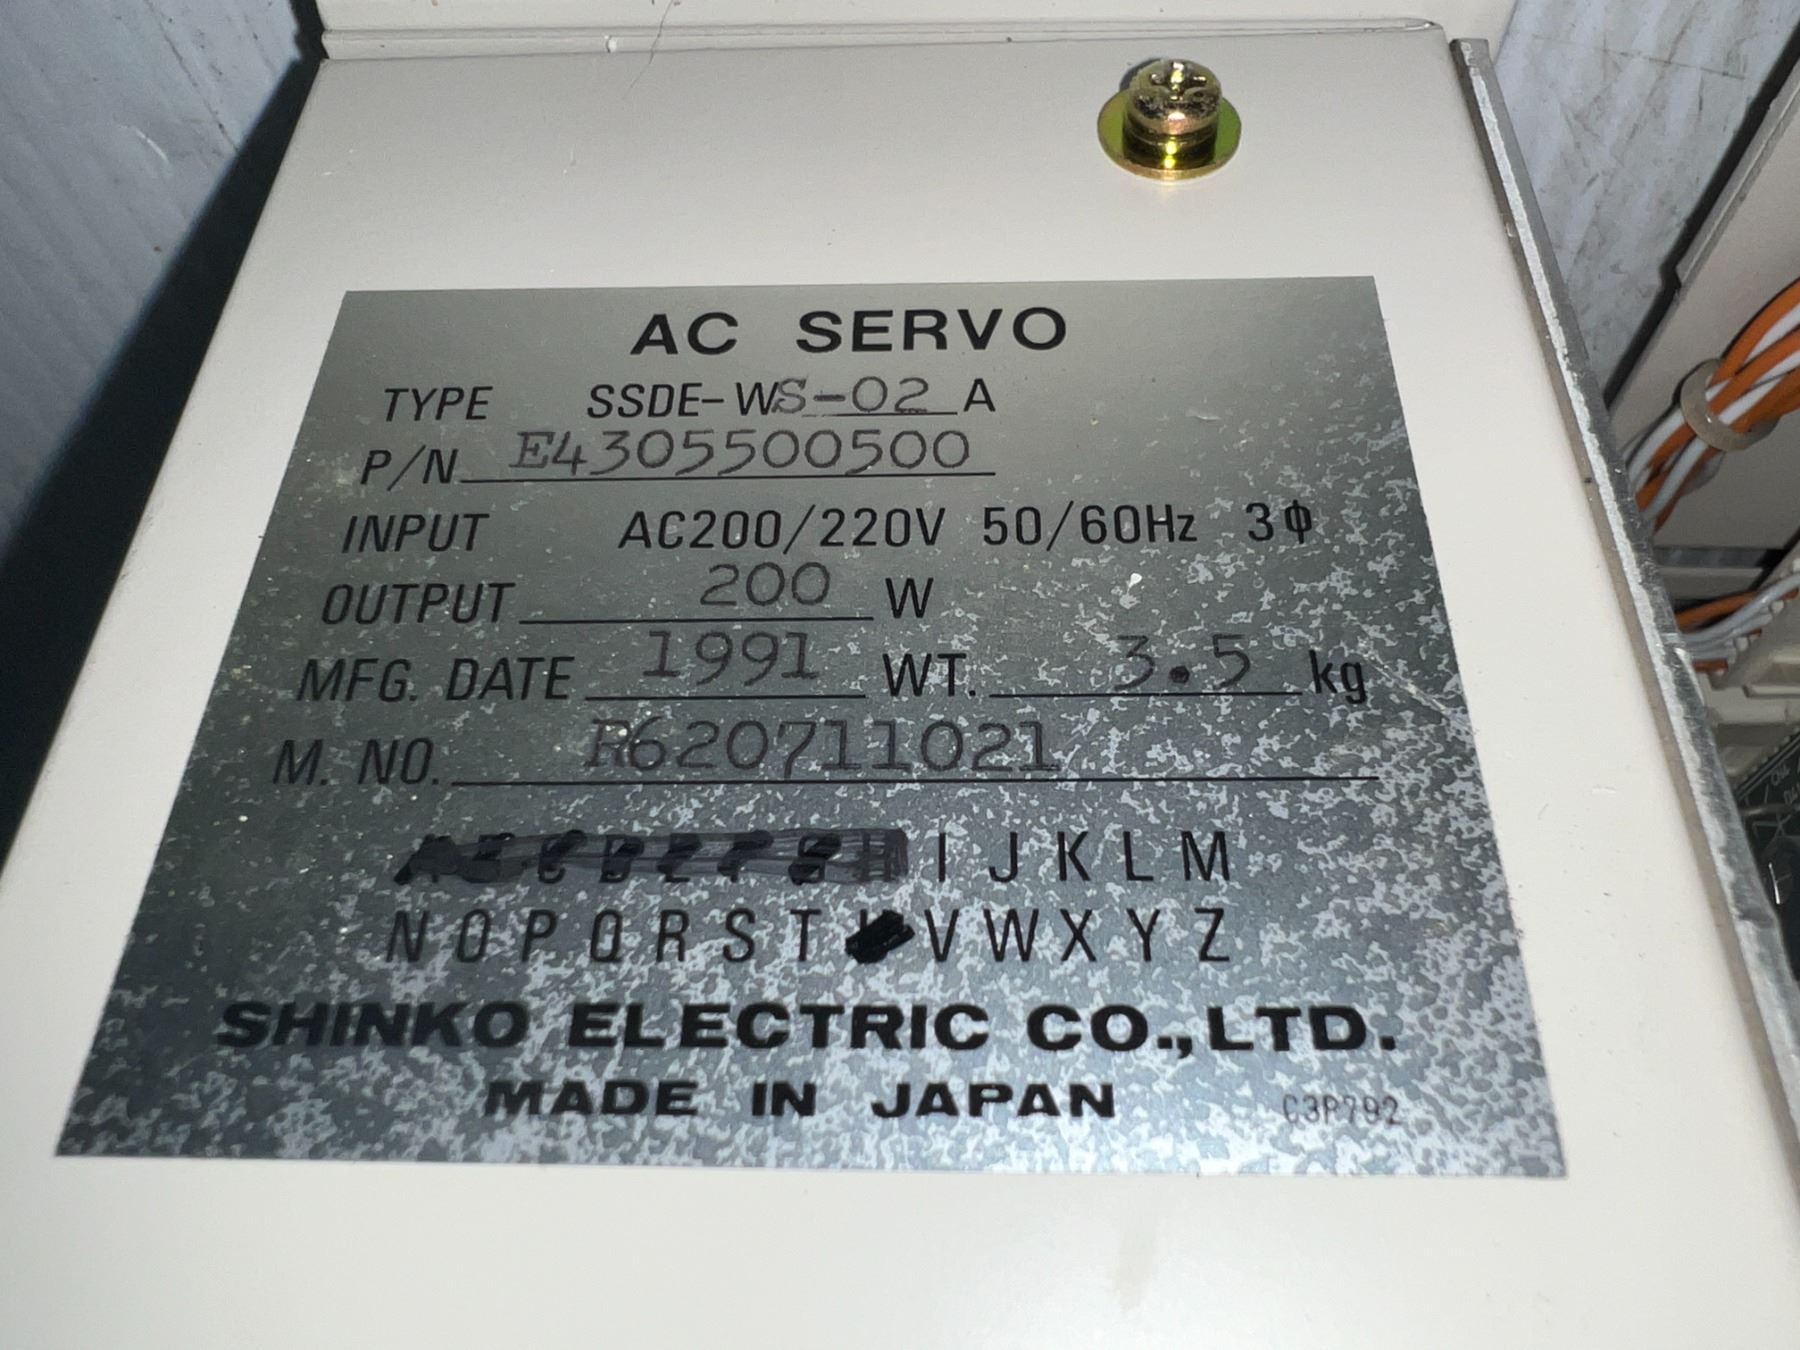 AC SERVO
TYPE SSDE-WS-02 A
P/N E4305500500
INPUT AC200/220V 50/60Hz 3ϕ
OUTPUT 200 W
MFG. DATE 1991 WT. 3.5 kg
M. NO. R620711021
I J K L M
N O P Q R S T V W X Y Z
SHINKO ELECTRIC CO.,LTD.
MADE IN JAPAN C3P792